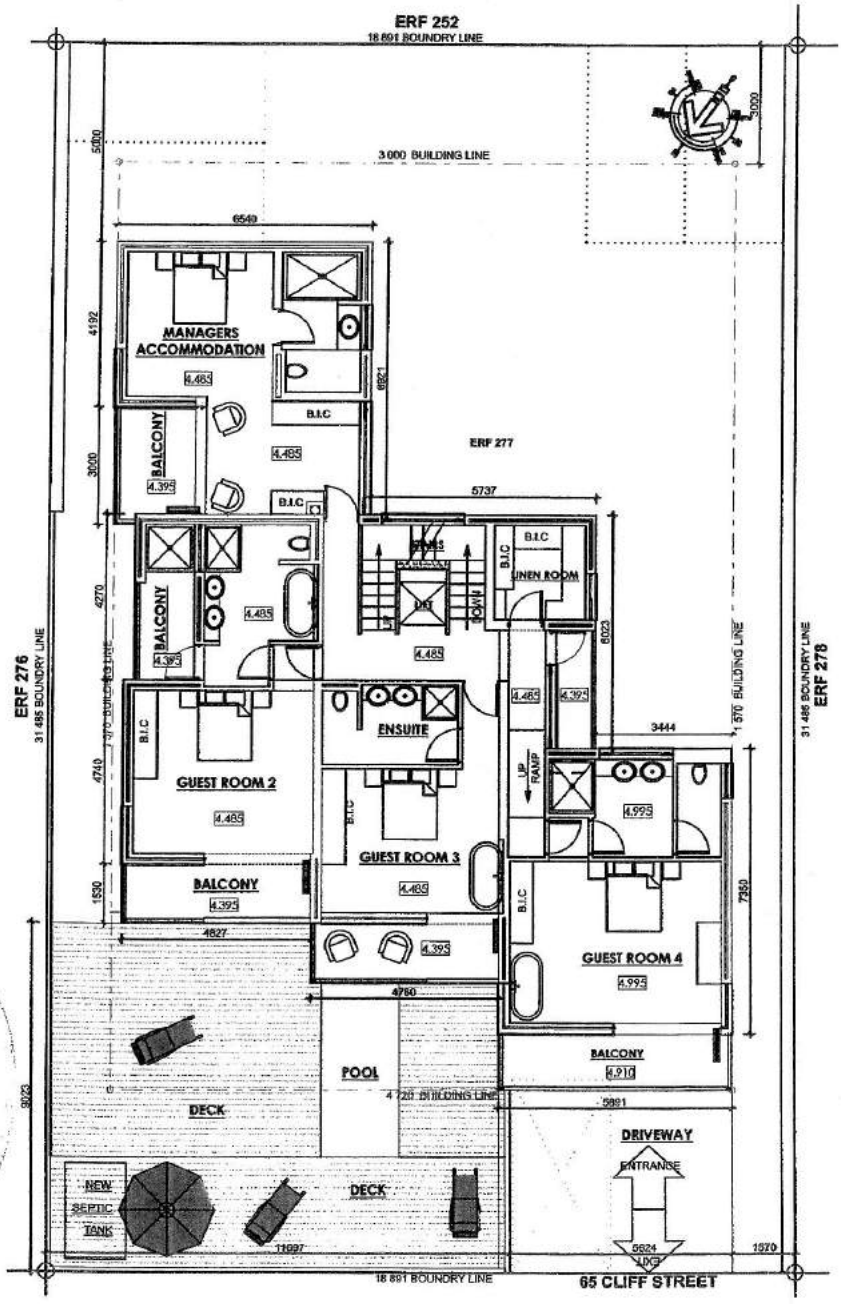 ERF 252
18 891 BOUNDRY LINE
3000
5000
3 000 BUILDING LINE
6540
4192
MANAGERS
ACCOMMODATION
4.485
6921
B.I.C
ERF 277
BALCONY
4.395
4.485
3000
B.I.C
5737
STAIRS
B.I.C
B.I.C
LINEN ROOM
LIFT
UP
DOWN
4270
BALCONY
4.395
4.485
4.485
6023
ERF 276
31 485 BOUNDRY LINE
1 570 BUILDING LINE
31 485 BOUNDRY LINE
ERF 278
4.485
4.395
3444
ENSUITE
B.I.C
GUEST ROOM 2
4.485
4740
UP
RAMP
4.995
B.I.C
GUEST ROOM 3
4.485
7350
BALCONY
4.395
1530
B.I.C
4827
4.395
GUEST ROOM 4
4.995
4760
POOL
BALCONY
4.910
4 720 BUILDING LINE
5891
9023
DECK
DRIVEWAY
ENTRANCE
NEW
SEPTIC
TANK
DECK
11697
5624
1570
EXIT
18 891 BOUNDRY LINE
65 CLIFF STREET